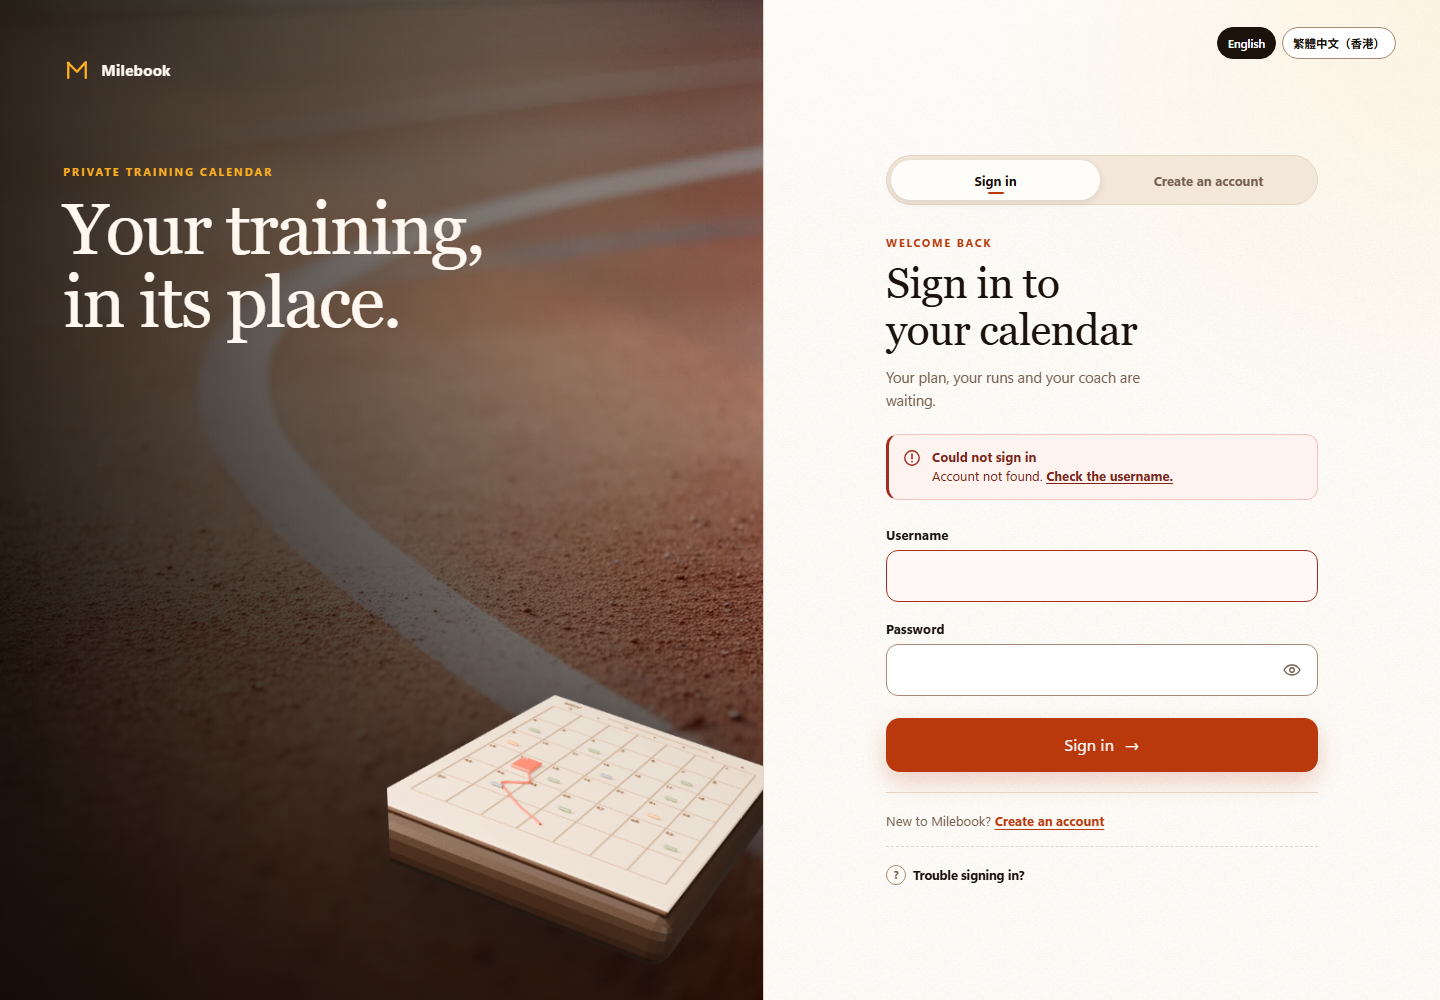 Milebook
PRIVATE TRAINING CALENDAR
Your training,
in its place.
English
繁體中文（香港）
Sign in
Create an account
WELCOME BACK
Sign in to
your calendar
Your plan, your runs and your coach are
waiting.
Could not sign in
Account not found. Check the username.
Username
Password
Sign in →
New to Milebook? Create an account
? Trouble signing in?